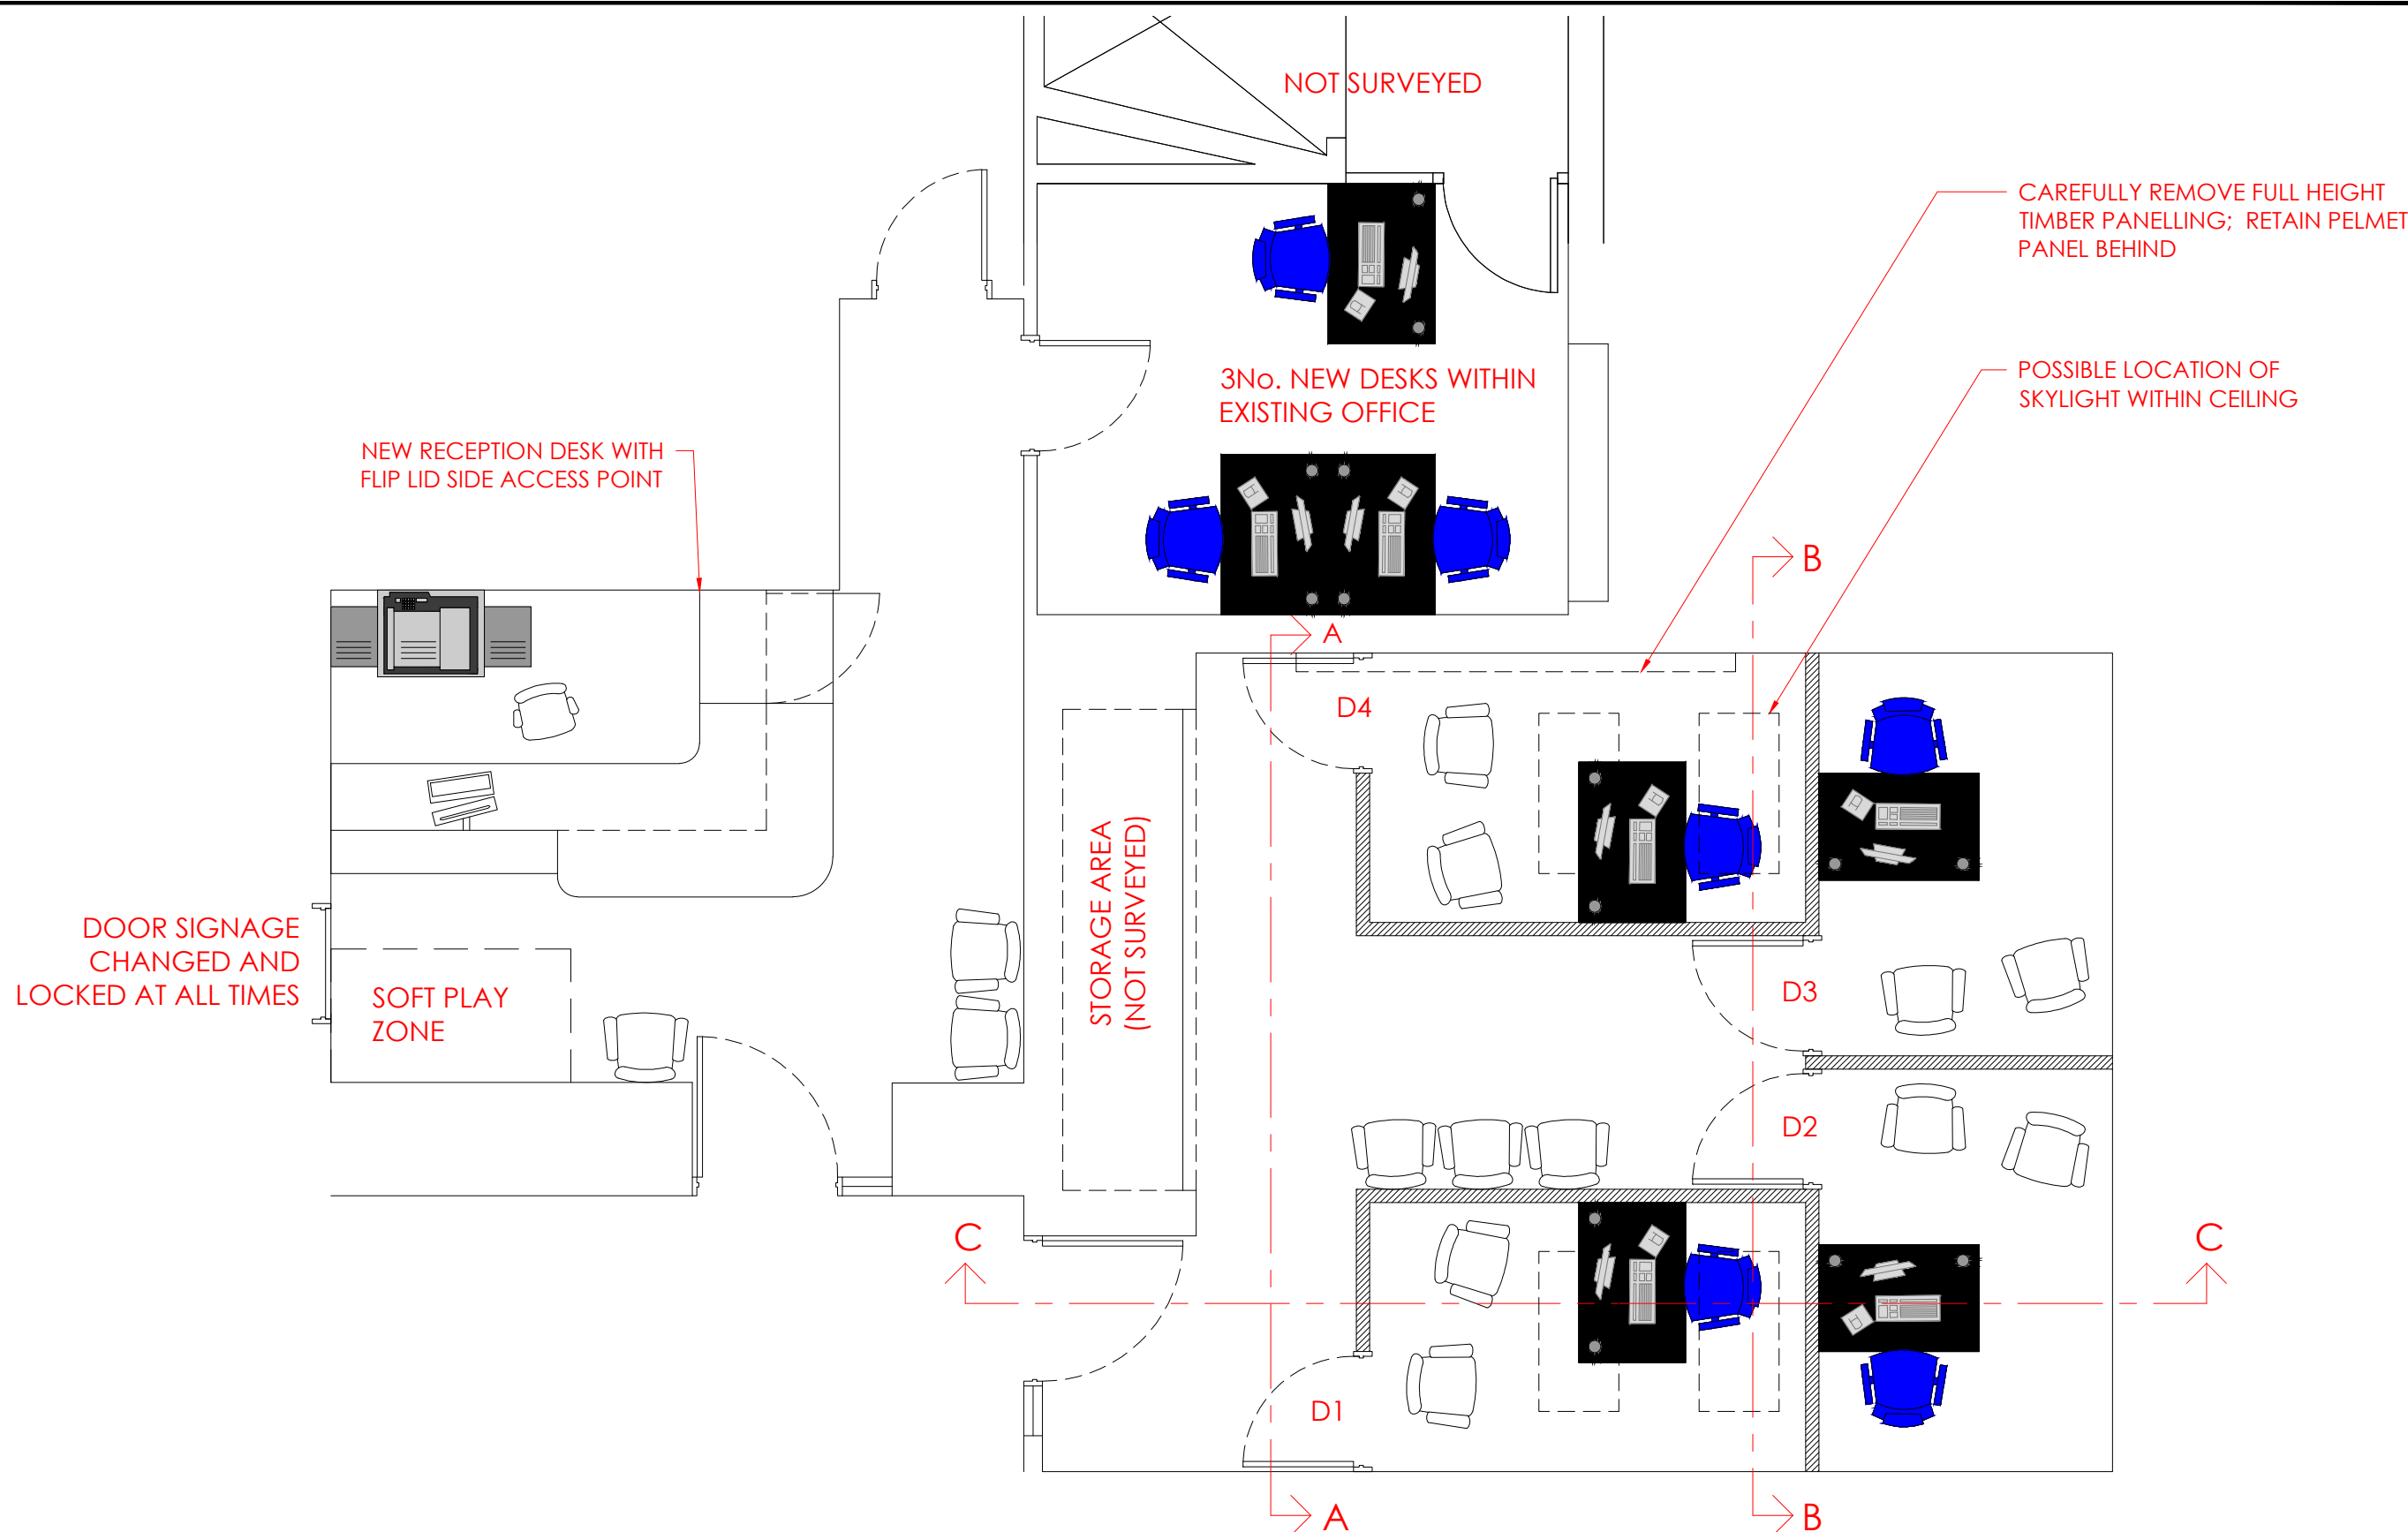 NOT SURVEYED
CAREFULLY REMOVE FULL HEIGHT
TIMBER PANELLING; RETAIN PELMET
PANEL BEHIND
3No. NEW DESKS WITHIN
EXISTING OFFICE
POSSIBLE LOCATION OF
SKYLIGHT WITHIN CEILING
NEW RECEPTION DESK WITH
FLIP LID SIDE ACCESS POINT
B
A
D4
STORAGE AREA
(NOT SURVEYED)
DOOR SIGNAGE
CHANGED AND
LOCKED AT ALL TIMES
SOFT PLAY
ZONE
D3
D2
C
C
D1
A
B